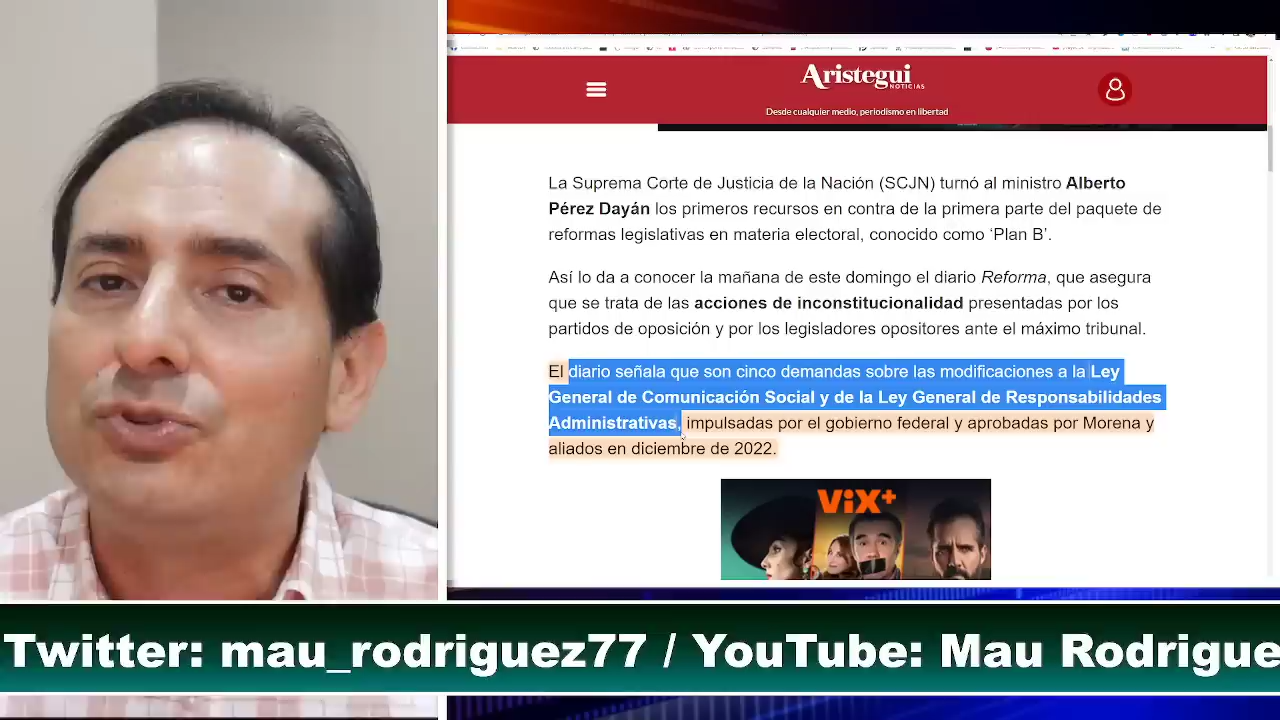 Aristegui
NOTICIAS
Desde cualquier medio, periodismo en libertad
La Suprema Corte de Justicia de la Nación (SCJN) turnó al ministro Alberto
Pérez Dayán los primeros recursos en contra de la primera parte del paquete de
reformas legislativas en materia electoral, conocido como ‘Plan B’.
Así lo da a conocer la mañana de este domingo el diario Reforma, que asegura
que se trata de las acciones de inconstitucionalidad presentadas por los
partidos de oposición y por los legisladores opositores ante el máximo tribunal.
El diario señala que son cinco demandas sobre las modificaciones a la Ley
General de Comunicación Social y de la Ley General de Responsabilidades
Administrativas, impulsadas por el gobierno federal y aprobadas por Morena y
aliados en diciembre de 2022.
ViX+
Twitter: mau_rodriguez77 / YouTube: Mau Rodrigue